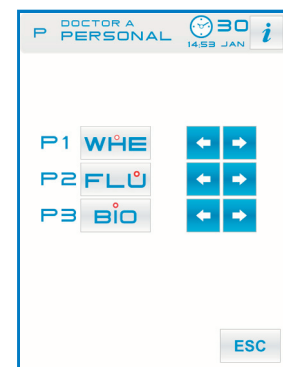 P DOCTOR A PERSONAL 30
14:53 JAN i
P1 WHE
P2 FLU
P3 BIO
ESC